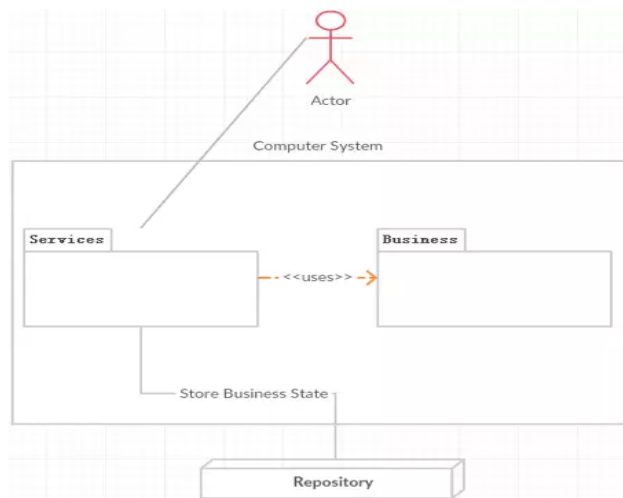 Actor
Computer System
Services
Business
<<uses>>
Store Business State
Repository